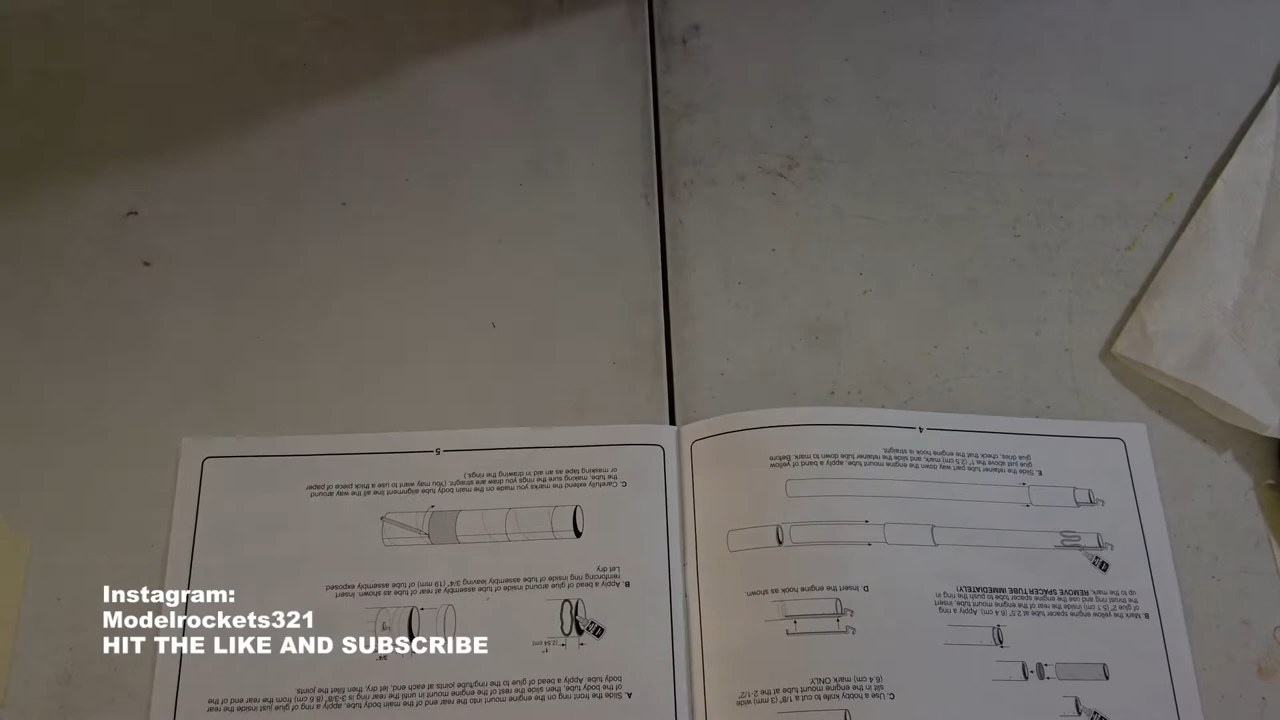 B. Mark the yellow engine spacer tube at 2.5" (6.4 cm). Apply a ring
of glue 2" (5.1 cm) inside the rear of the engine mount tube. Insert
thrust ring and use the engine spacer tube to push the ring in
up to the mark. REMOVE SPACER TUBE IMMEDIATELY!
C. Use a hobby knife to cut a 1/8" (3 mm) wide
slit in the engine mount tube at the 2-1/2"
(6.4 cm) mark ONLY.
D. Insert the engine hook as shown.
E. Slide the retainer tube part way down the engine mount tube, apply a band of yellow
glue just above the 1" (2.5 cm) mark, and slide the retainer tube down to mark. Before
glue dries, check that the engine hook is straight.
4
A. Slide the front ring on the engine mount into the rear end of the main body tube, apply a ring of glue just inside the rear
of the body tube, then slide the rest of the engine mount in until the rear ring is 3-3/8" (8.6 cm) from the rear end of the
body tube. Apply a bead of glue to the ring/tube joints at each end, let dry, then fillet the joints.
1"
(2.54 cm)
3/4"
B. Apply a bead of glue around inside of tube assembly at rear of tube as shown. Insert
reinforcing ring inside of tube assembly leaving 3/4" (19 mm) of tube assembly exposed.
Let dry.
C. Carefully extend the marks you made on the main body tube alignment line all the way around
the tube, making sure the rings you draw are straight. (You may want to use a thick piece of paper
or masking tape as an aid in drawing the rings.)
5
Instagram:
Modelrockets321
HIT THE LIKE AND SUBSCRIBE